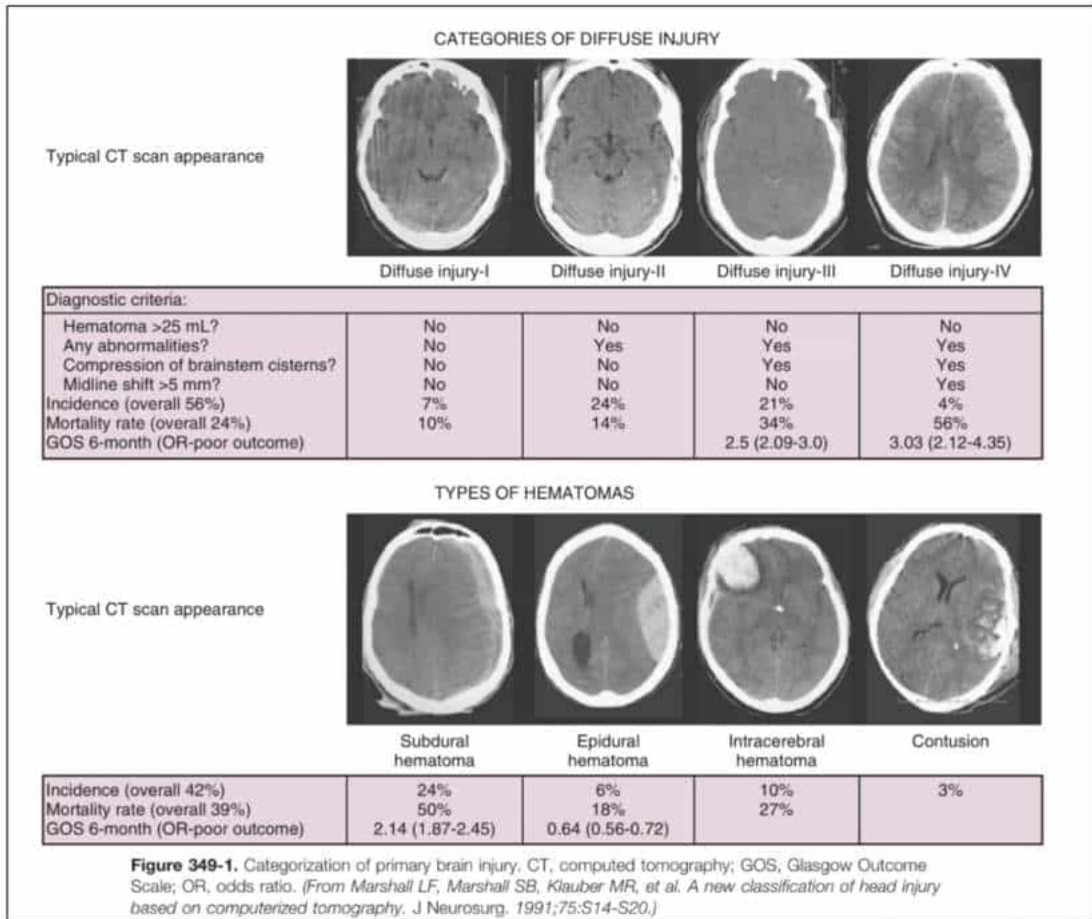 CATEGORIES OF DIFFUSE INJURY
Typical CT scan appearance
Diffuse injury-I Diffuse injury-II Diffuse injury-III Diffuse injury-IV
Diagnostic criteria:
Hematoma >25 mL? No No No No
Any abnormalities? No Yes Yes Yes
Compression of brainstem cisterns? No No Yes Yes
Midline shift >5 mm? No No No Yes
Incidence (overall 56%) 7% 24% 21% 4%
Mortality rate (overall 24%) 10% 14% 34% 56%
GOS 6-month (OR-poor outcome) 2.5 (2.09-3.0) 3.03 (2.12-4.35)
TYPES OF HEMATOMAS
Typical CT scan appearance
Subdural Epidural Intracerebral Contusion
hematoma hematoma hematoma
Incidence (overall 42%) 24% 6% 10% 3%
Mortality rate (overall 39%) 50% 18% 27%
GOS 6-month (OR-poor outcome) 2.14 (1.87-2.45) 0.64 (0.56-0.72)
Figure 349-1. Categorization of primary brain injury. CT, computed tomography; GOS, Glasgow Outcome
Scale; OR, odds ratio. (From Marshall LF, Marshall SB, Klauber MR, et al. A new classification of head injury
based on computerized tomography. J Neurosurg. 1991;75:S14-S20.)